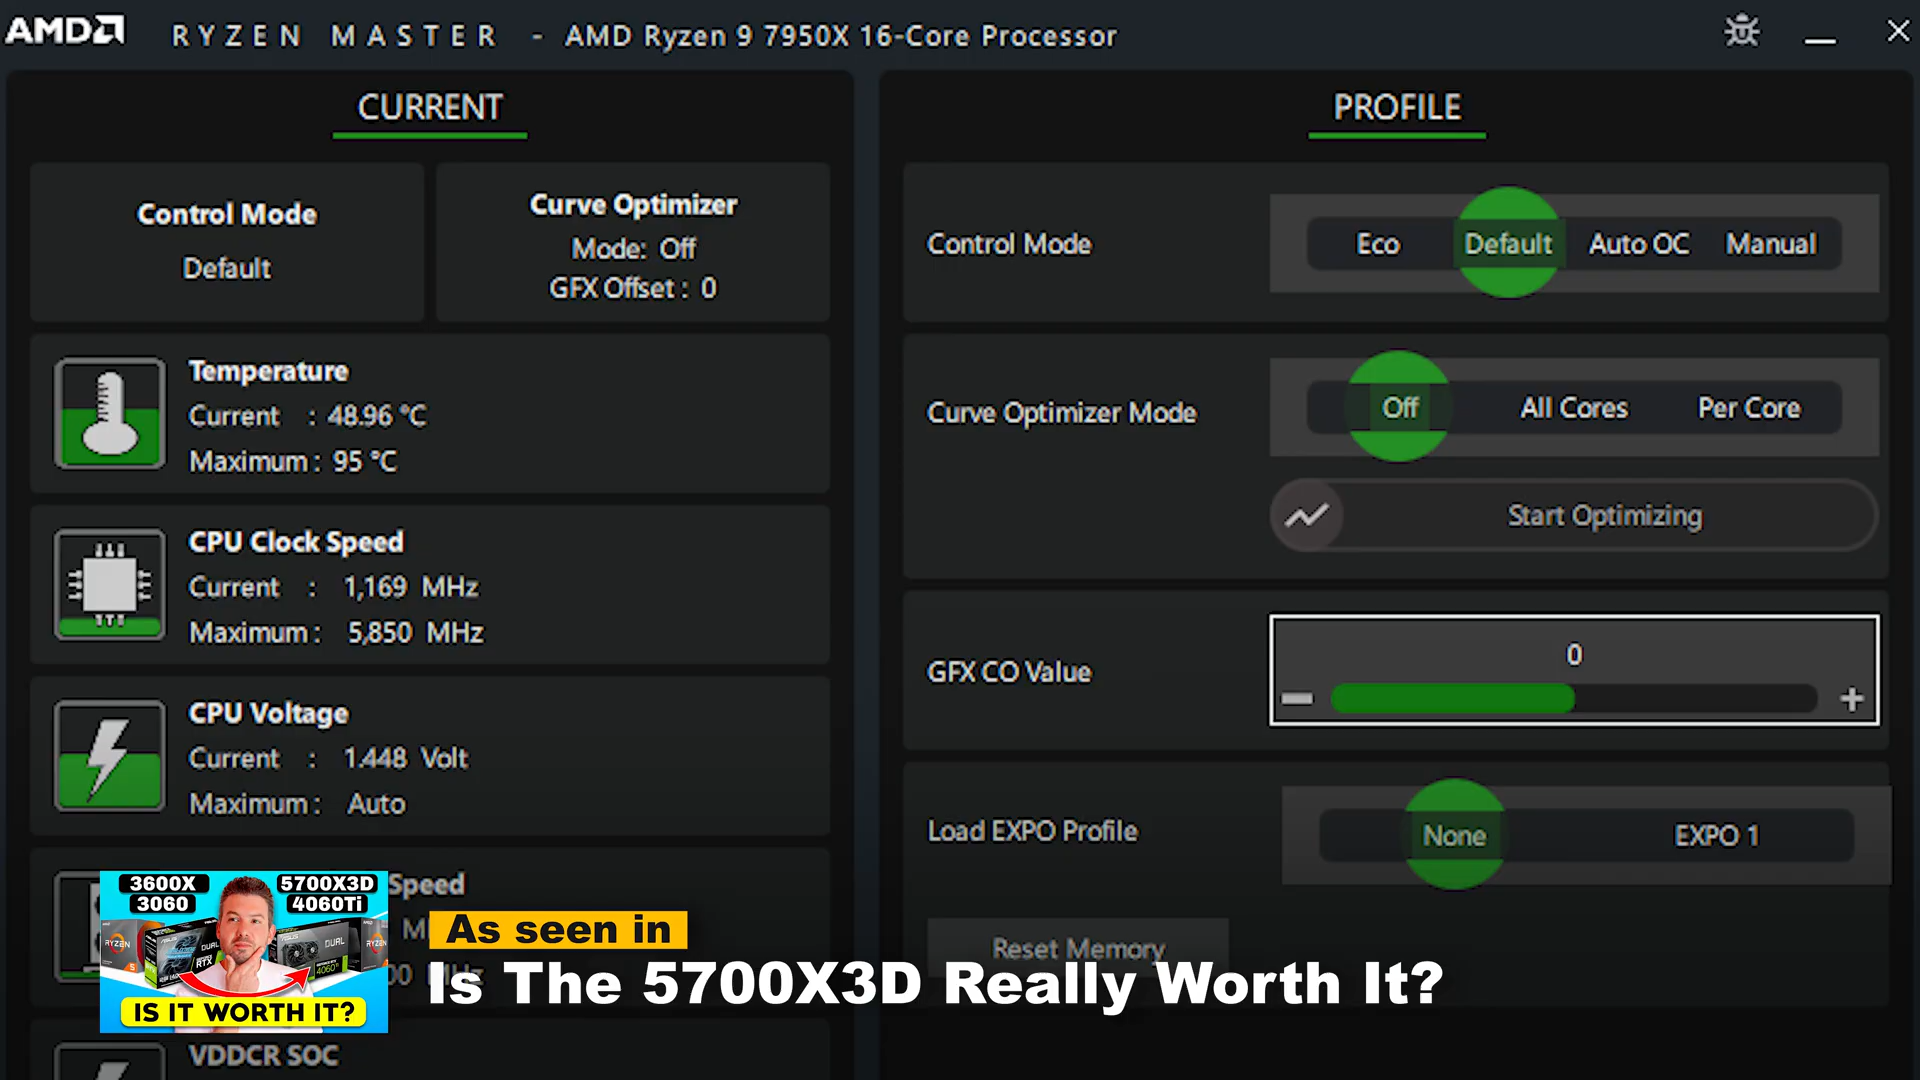 AMD RYZEN MASTER - AMD Ryzen 9 7950X 16-Core Processor
CURRENT
Control Mode
Default
Curve Optimizer
Mode: Off
GFX Offset : 0
Temperature
Current : 48.96 °C
Maximum : 95 °C
CPU Clock Speed
Current : 1,169 MHz
Maximum : 5,850 MHz
CPU Voltage
Current : 1.448 Volt
Maximum : Auto
Speed
VDDCR SOC
PROFILE
Control Mode
Eco Default Auto OC Manual
Curve Optimizer Mode
Off All Cores Per Core
Start Optimizing
GFX CO Value
0
Load EXPO Profile
None EXPO 1
Reset Memory
3600X 5700X3D
3060 4060Ti
RYZEN DUAL DUAL RYZEN
IS IT WORTH IT?
As seen in
Is The 5700X3D Really Worth It?